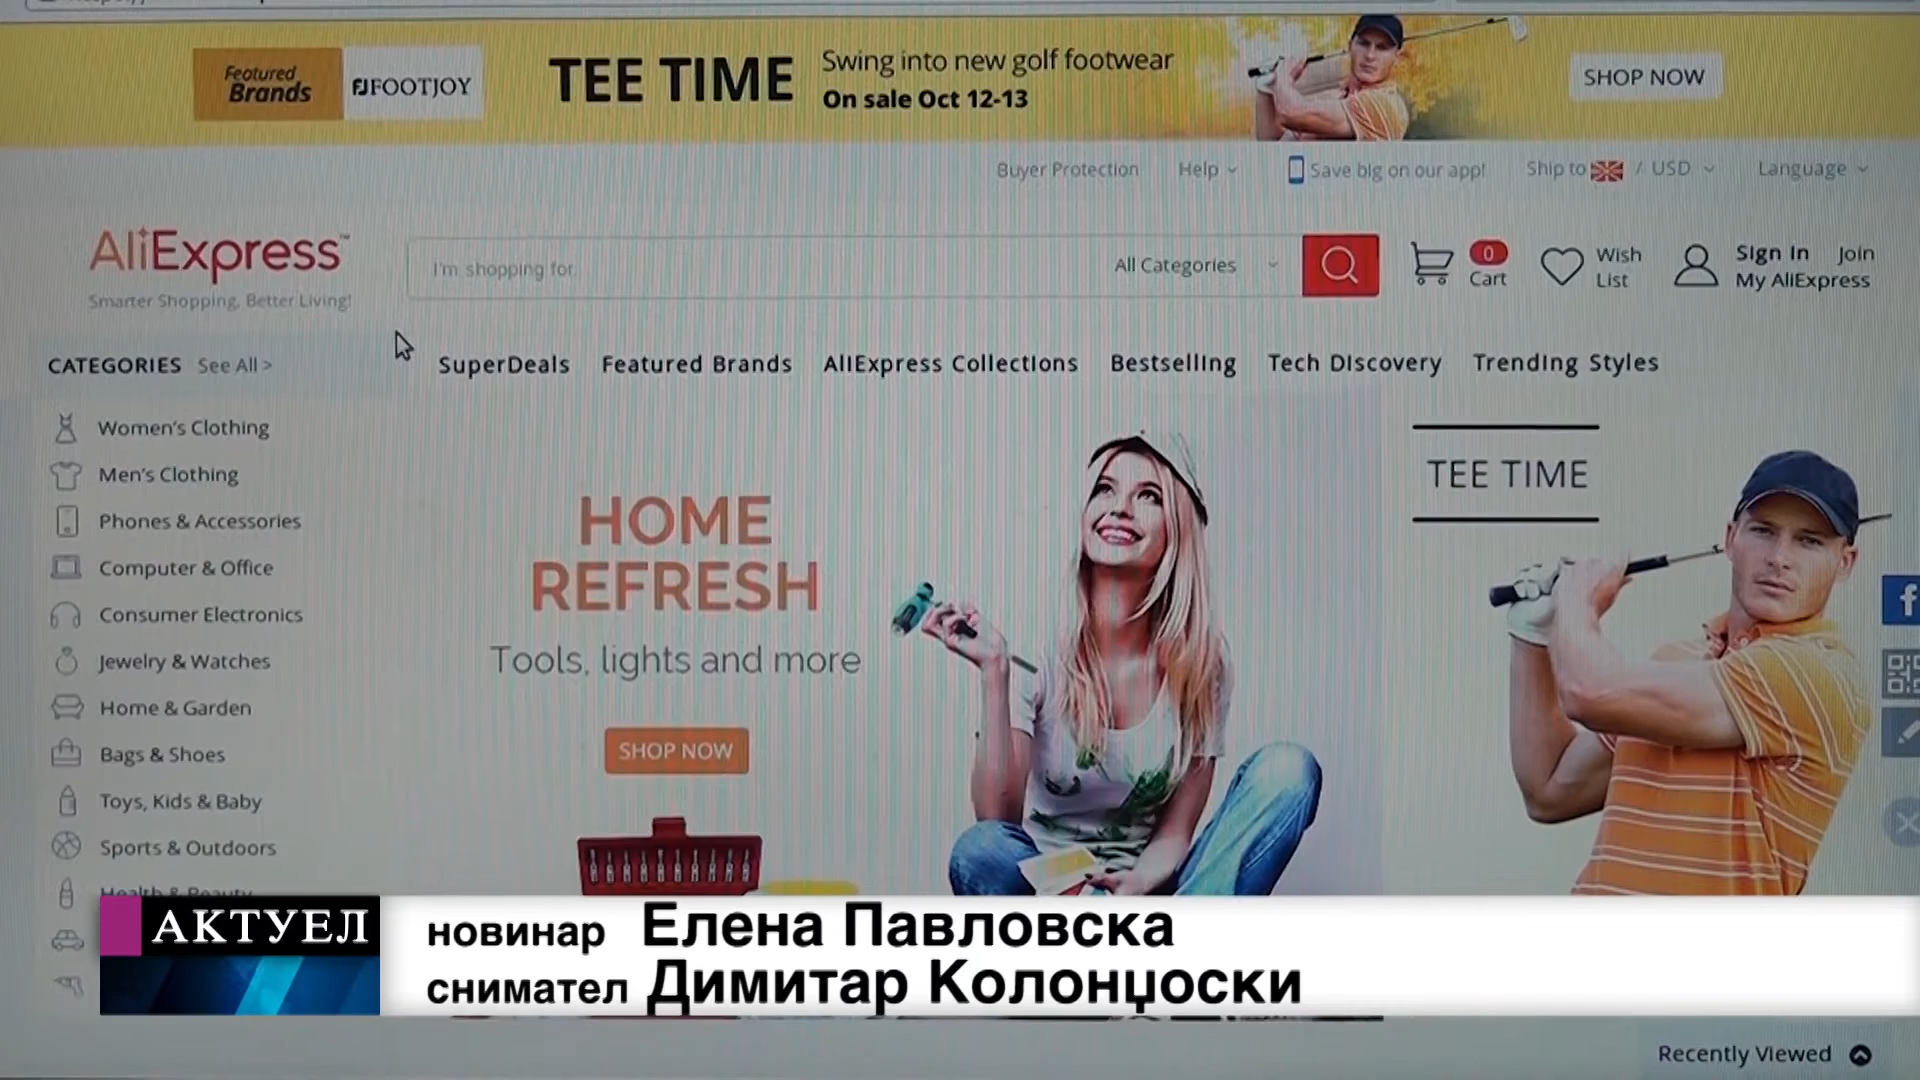 Featured
Brands
FJ FOOTJOY
TEE TIME
Swing into new golf footwear
On sale Oct 12-13
SHOP NOW
Buyer Protection
Help
Save big on our app!
Ship to / USD
Language
AliExpress™
Smarter Shopping, Better Living!
I'm shopping for
All Categories
0
Cart
Wish
List
Sign In Join
My AliExpress
CATEGORIES See All >
SuperDeals Featured Brands AliExpress Collections Bestselling Tech Discovery Trending Styles
Women's Clothing
Men's Clothing
Phones & Accessories
Computer & Office
Consumer Electronics
Jewelry & Watches
Home & Garden
Bags & Shoes
Toys, Kids & Baby
Sports & Outdoors
Health & Beauty
HOME
REFRESH
Tools, lights and more
SHOP NOW
TEE TIME
f
АКТУЕЛ
новинар Елена Павловска
снимател Димитар Колонџоски
Recently Viewed